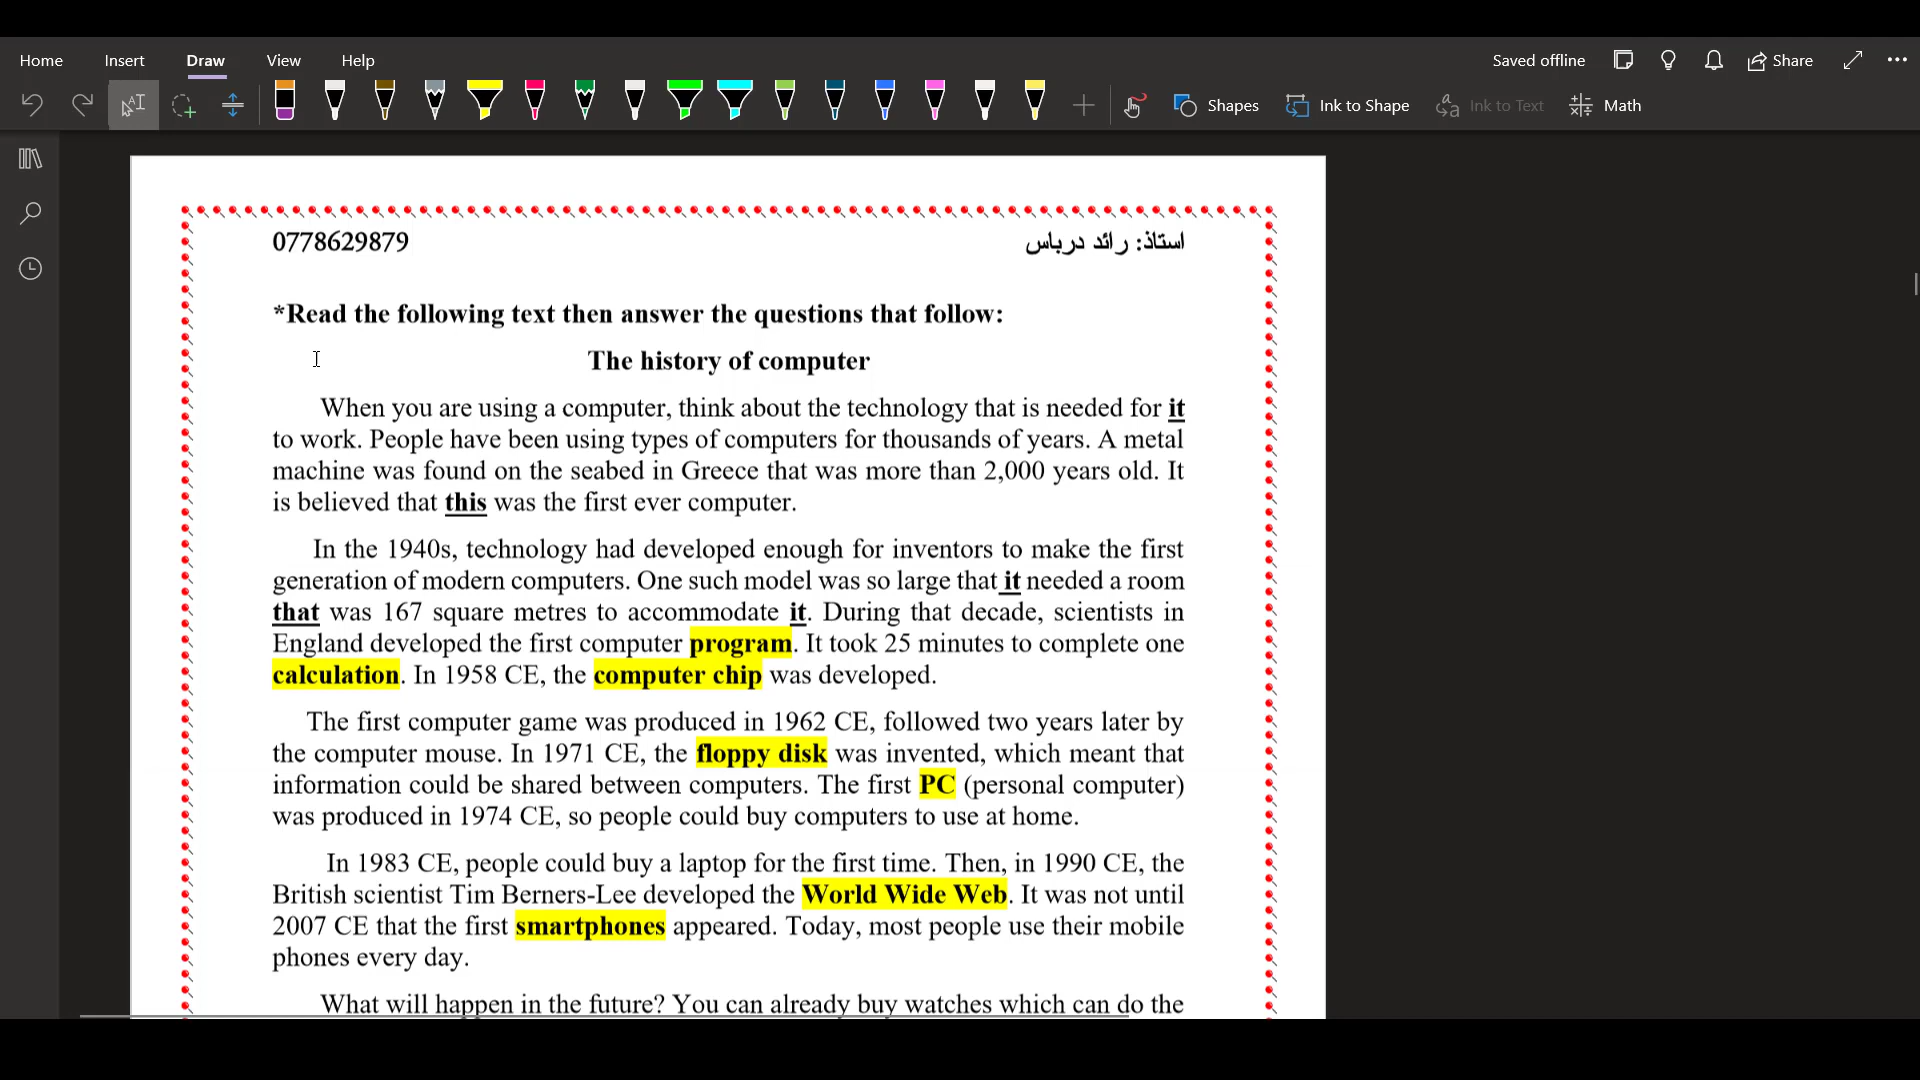 Home Insert Draw View Help Saved offline Share
Shapes Ink to Shape Ink to Text Math
0778629879 استاذ: رائد درباس
*Read the following text then answer the questions that follow:
The history of computer
When you are using a computer, think about the technology that is needed for it
to work. People have been using types of computers for thousands of years. A metal
machine was found on the seabed in Greece that was more than 2,000 years old. It
is believed that this was the first ever computer.
In the 1940s, technology had developed enough for inventors to make the first
generation of modern computers. One such model was so large that it needed a room
that was 167 square metres to accommodate it. During that decade, scientists in
England developed the first computer program. It took 25 minutes to complete one
calculation. In 1958 CE, the computer chip was developed.
The first computer game was produced in 1962 CE, followed two years later by
the computer mouse. In 1971 CE, the floppy disk was invented, which meant that
information could be shared between computers. The first PC (personal computer)
was produced in 1974 CE, so people could buy computers to use at home.
In 1983 CE, people could buy a laptop for the first time. Then, in 1990 CE, the
British scientist Tim Berners-Lee developed the World Wide Web. It was not until
2007 CE that the first smartphones appeared. Today, most people use their mobile
phones every day.
What will happen in the future? You can already buy watches which can do the